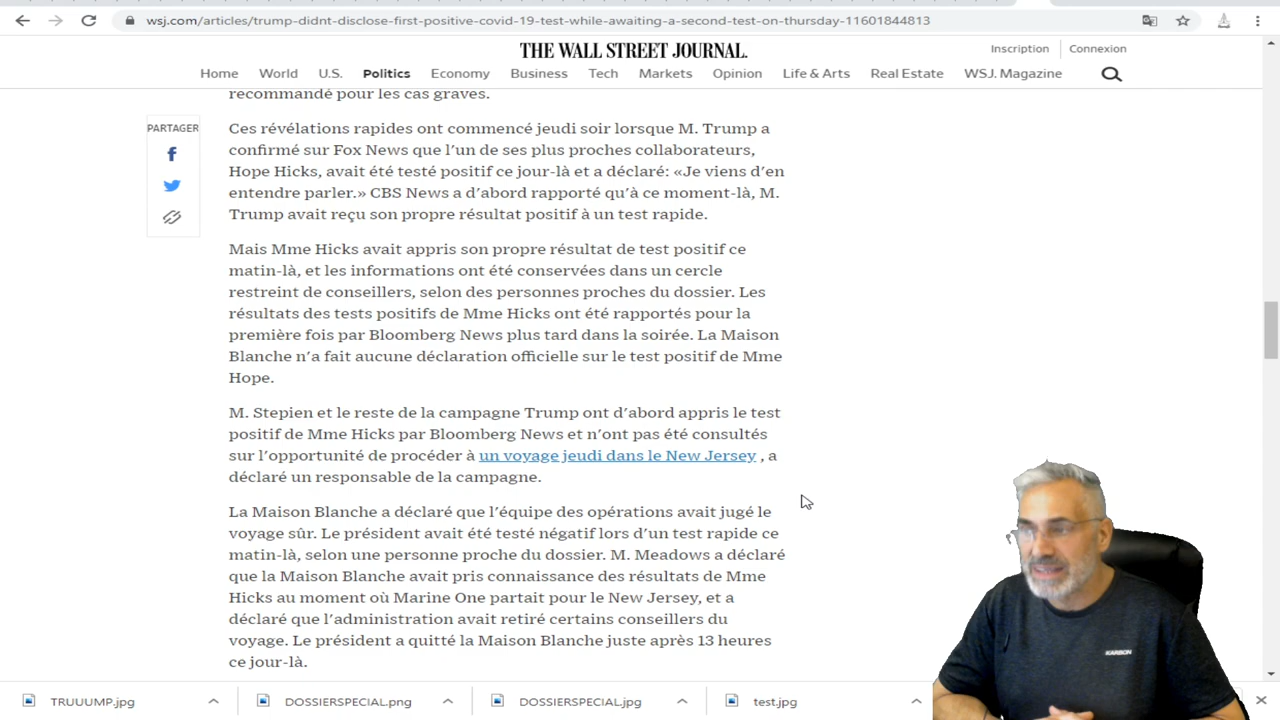 wsj.com/articles/trump-didnt-disclose-first-positive-covid-19-test-while-awaiting-a-second-test-on-thursday-11601844813
THE WALL STREET JOURNAL.
Inscription
Connexion
Home World U.S. Politics Economy Business Tech Markets Opinion Life & Arts Real Estate WSJ. Magazine
recommandé pour les cas graves.
PARTAGER
Ces révélations rapides ont commencé jeudi soir lorsque M. Trump a
confirmé sur Fox News que l'un de ses plus proches collaborateurs,
Hope Hicks, avait été testé positif ce jour-là et a déclaré: «Je viens d'en
entendre parler.» CBS News a d'abord rapporté qu'à ce moment-là, M.
Trump avait reçu son propre résultat positif à un test rapide.
Mais Mme Hicks avait appris son propre résultat de test positif ce
matin-là, et les informations ont été conservées dans un cercle
restreint de conseillers, selon des personnes proches du dossier. Les
résultats des tests positifs de Mme Hicks ont été rapportés pour la
première fois par Bloomberg News plus tard dans la soirée. La Maison
Blanche n'a fait aucune déclaration officielle sur le test positif de Mme
Hope.
M. Stepien et le reste de la campagne Trump ont d'abord appris le test
positif de Mme Hicks par Bloomberg News et n'ont pas été consultés
sur l'opportunité de procéder à un voyage jeudi dans le New Jersey , a
déclaré un responsable de la campagne.
La Maison Blanche a déclaré que l'équipe des opérations avait jugé le
voyage sûr. Le président avait été testé négatif lors d'un test rapide ce
matin-là, selon une personne proche du dossier. M. Meadows a déclaré
que la Maison Blanche avait pris connaissance des résultats de Mme
Hicks au moment où Marine One partait pour le New Jersey, et a
déclaré que l'administration avait retiré certains conseillers du
voyage. Le président a quitté la Maison Blanche juste après 13 heures
ce jour-là.
KARBON
TRUUUMP.jpg
DOSSIERSPECIAL.png
DOSSIERSPECIAL.jpg
test.jpg